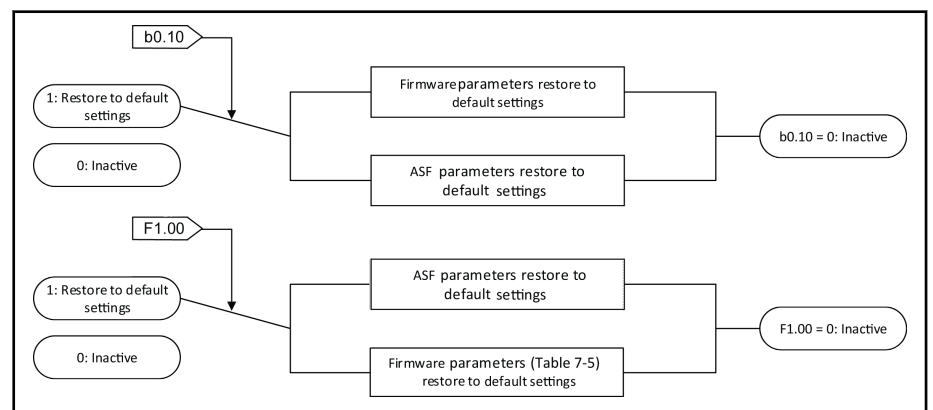 b0.10
1: Restore to default
settings
0: Inactive
Firmware parameters restore to
default settings
ASF parameters restore to
default settings
b0.10 = 0: Inactive
F1.00
1: Restore to default
settings
0: Inactive
ASF parameters restore to
default settings
Firmware parameters (Table 7-5)
restore to default settings
F1.00 = 0: Inactive